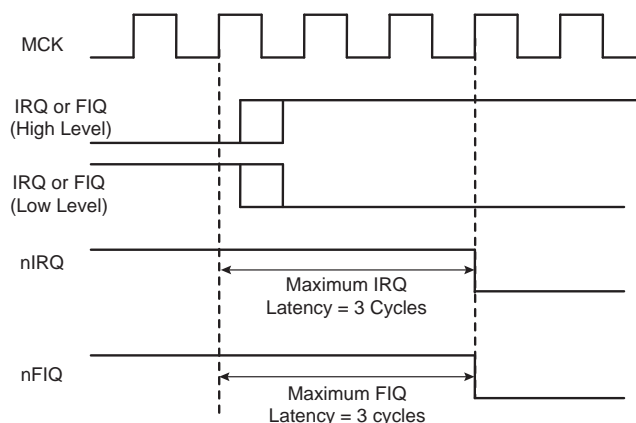 MCK
IRQ or FIQ
(High Level)
IRQ or FIQ
(Low Level)
nIRQ
Maximum IRQ
Latency = 3 Cycles
nFIQ
Maximum FIQ
Latency = 3 cycles